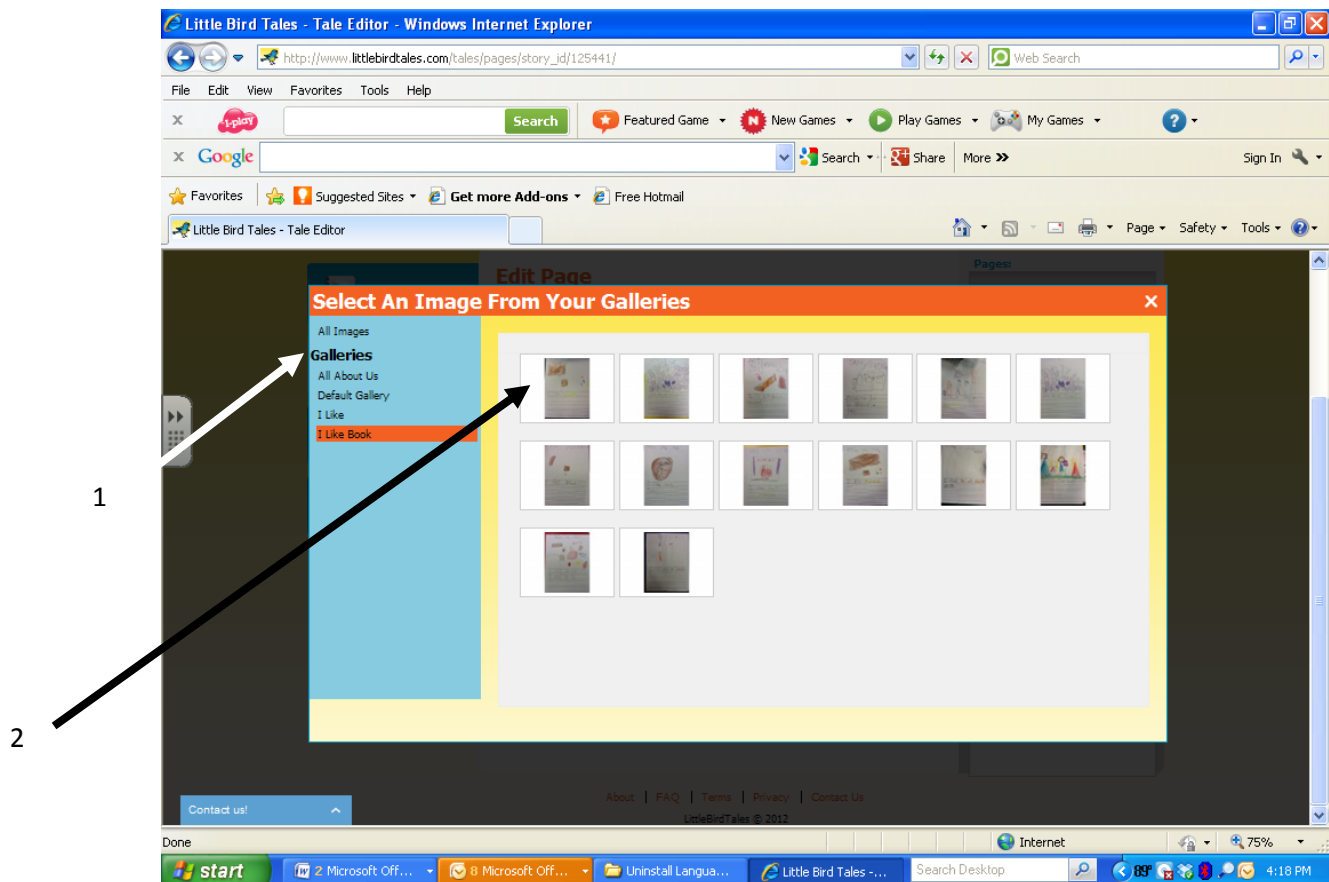 Little Bird Tales - Tale Editor - Windows Internet Explorer
http://www.littlebirdtales.com/tales/pages/story_id/125441/
Web Search
File Edit View Favorites Tools Help
x i-play Search Featured Game New Games Play Games My Games
x Google Search Share More >> Sign In
Favorites Suggested Sites Get more Add-ons Free Hotmail
Little Bird Tales - Tale Editor Page Safety Tools
Edit Page
Pages:
Select An Image From Your Galleries
All Images
Galleries
All About Us
Default Gallery
I Like
I Like Book
1
2
Contact us!
About | FAQ | Terms | Privacy | Contact Us
LittleBirdTales © 2012
Done Internet 75%
start 2 Microsoft Off... 8 Microsoft Off... Uninstall Langua... Little Bird Tales -... Search Desktop 89° 4:18 PM